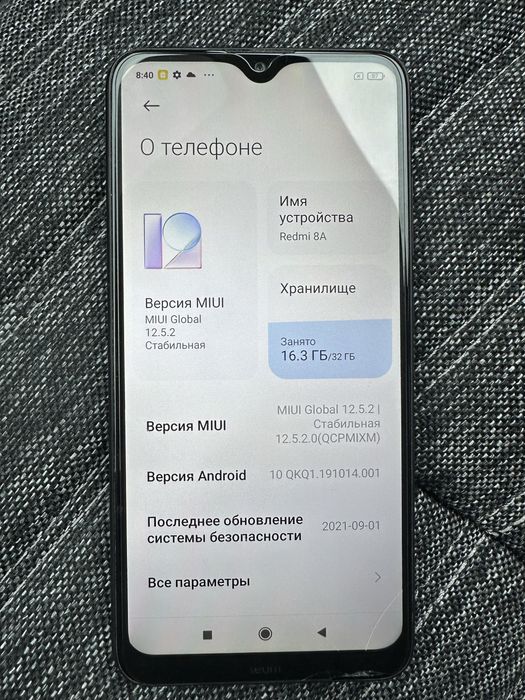 8:40
97
О телефоне
12
Версия MIUI
MIUI Global
12.5.2
Стабильная
Имя
устройства
Redmi 8A
Хранилище
Занято
16.3 ГБ/32 ГБ
Версия MIUI
MIUI Global 12.5.2 |
Стабильная
12.5.2.0(QCPMIXM)
Версия Android
10 QKQ1.191014.001
Последнее обновление
системы безопасности
2021-09-01
Все параметры